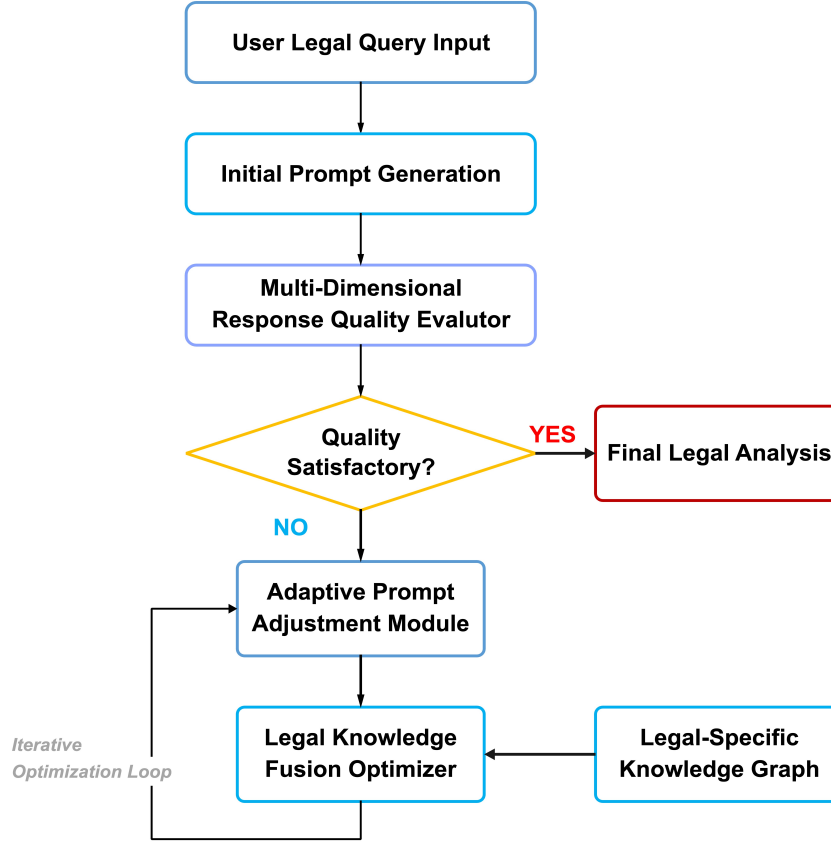 User Legal Query Input
Initial Prompt Generation
Multi-Dimensional
Response Quality Evalutor
Quality
Satisfactory?
YES
Final Legal Analysis
NO
Adaptive Prompt
Adjustment Module
Iterative
Optimization Loop
Legal Knowledge
Fusion Optimizer
Legal-Specific
Knowledge Graph